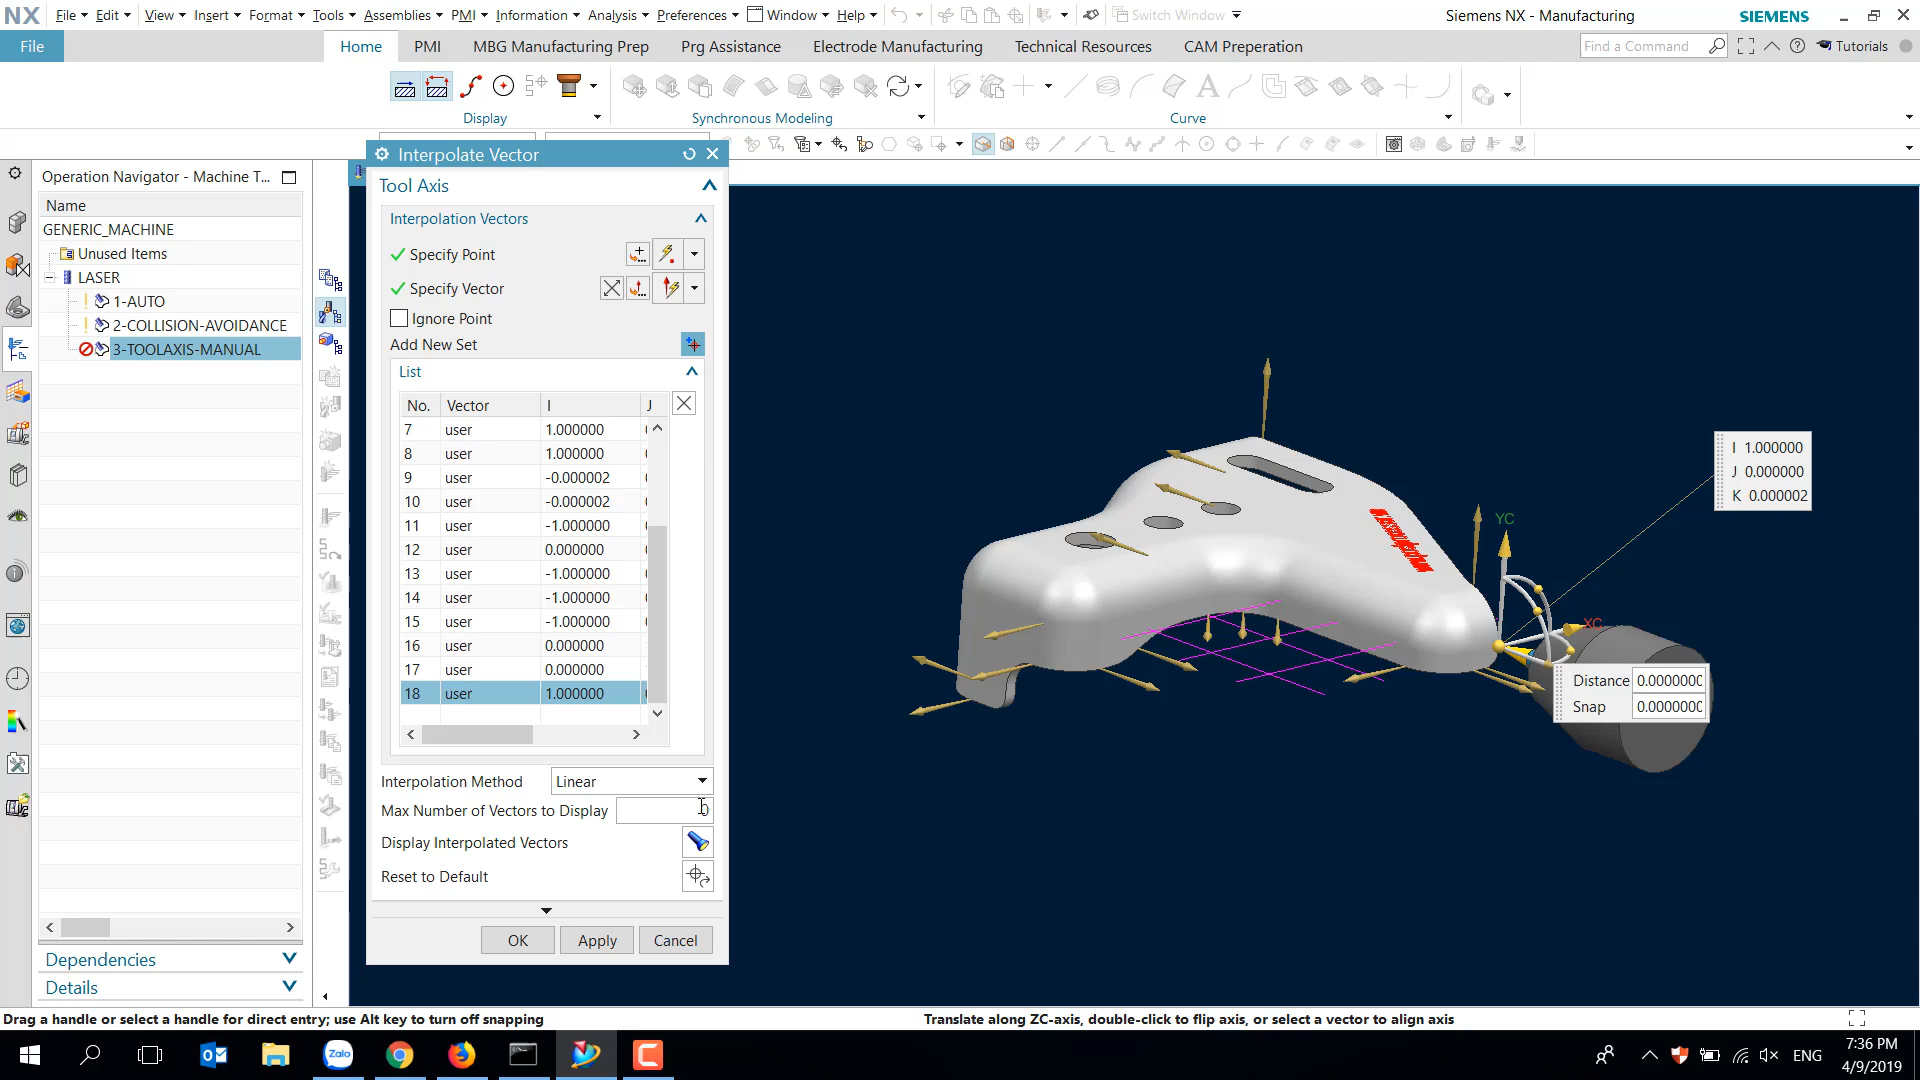 NX File Edit View Insert Format Tools Assemblies PMI Information Analysis Preferences Window Help Switch Window Siemens NX - Manufacturing SIEMENS
File Home PMI MBG Manufacturing Prep Prg Assistance Electrode Manufacturing Technical Resources CAM Preperation Find a Command Tutorials
Display Synchronous Modeling Curve
Operation Navigator - Machine T...
Name
GENERIC_MACHINE
Unused Items
LASER
1-AUTO
2-COLLISION-AVOIDANCE
3-TOOLAXIS-MANUAL
Dependencies
Details
Interpolate Vector
Tool Axis
Interpolation Vectors
Specify Point
Specify Vector
Ignore Point
Add New Set
List
No. Vector I J
7 user 1.000000
8 user 1.000000
9 user -0.000002
10 user -0.000002
11 user -1.000000
12 user 0.000000
13 user -1.000000
14 user -1.000000
15 user -1.000000
16 user 0.000000
17 user 0.000000
18 user 1.000000
Interpolation Method Linear
Max Number of Vectors to Display 0
Display Interpolated Vectors
Reset to Default
OK Apply Cancel
I 1.000000
J 0.000000
K 0.000002
YC
XC
Distance 0.0000000
Snap 0.0000000
Drag a handle or select a handle for direct entry; use Alt key to turn off snapping
Translate along ZC-axis, double-click to flip axis, or select a vector to align axis
Zalo
ENG
7:36 PM
4/9/2019